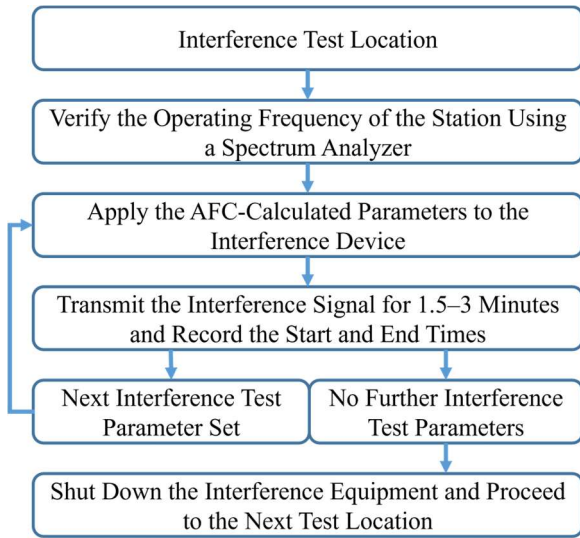 Interference Test Location
Verify the Operating Frequency of the Station Using
a Spectrum Analyzer
Apply the AFC-Calculated Parameters to the
Interference Device
Transmit the Interference Signal for 1.5–3 Minutes
and Record the Start and End Times
Next Interference Test
Parameter Set
No Further Interference
Test Parameters
Shut Down the Interference Equipment and Proceed
to the Next Test Location